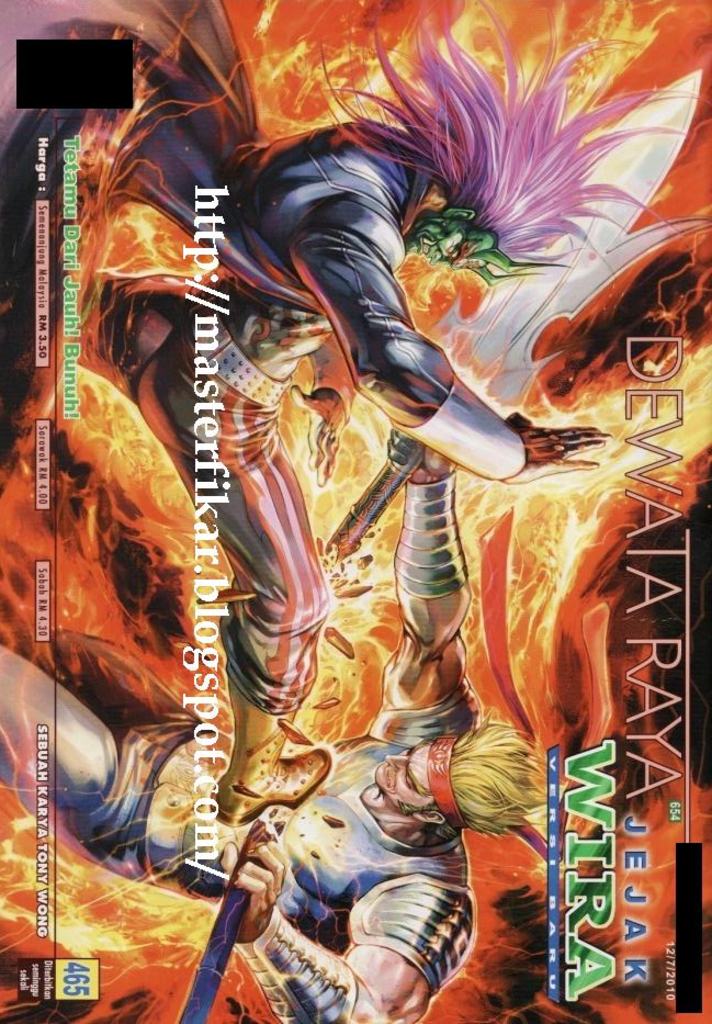 DEWATA RAYA
654
12/7/2010
JEJAK
WIRA
VERSI BARU
http://masterfikar.blogspot.com/
Tetamu Dari Jauh! Bunuh!
Harga : Semenanjung Malaysia RM 3.50 Sarawak RM 4.00 Sabah RM 4.30
SEBUAH KARYA TONY WONG
465
Diterbitkan
seminggu
sekali